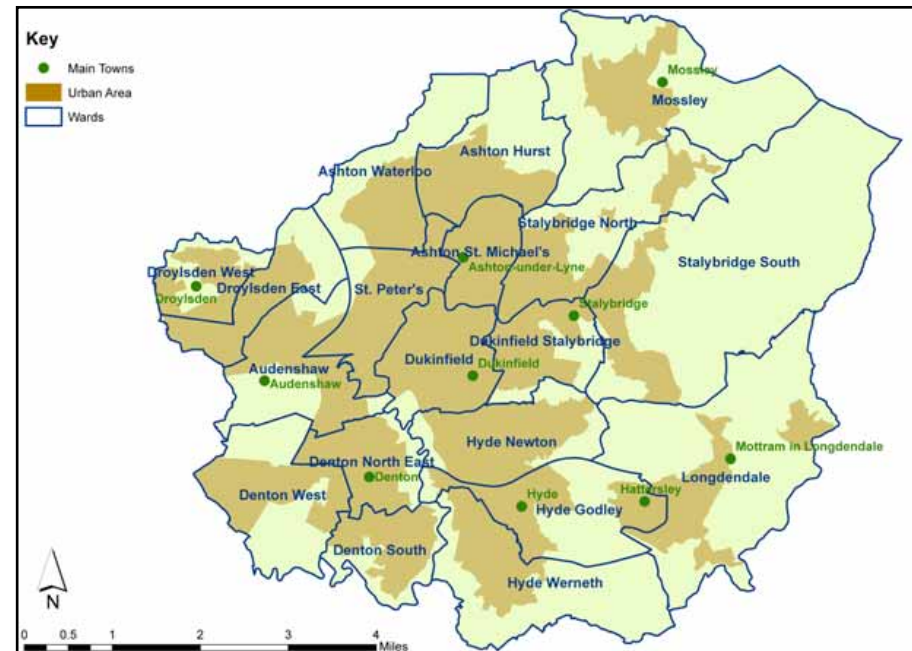 Key
Main Towns
Urban Area
Wards
Mossley
Mossley
Ashton Hurst
Ashton Waterloo
Stalybridge North
Ashton St. Michael's
Ashton-under-Lyne
Stalybridge South
Droylsden West
Droylsden East
St. Peter's
Droylsden
Stalybridge
Dukinfield Stalybridge
Dukinfield
Dukinfield
Audenshaw
Audenshaw
Hyde Newton
Mottram in Longdendale
Denton North East
Denton
Longdendale
Denton West
Hattersley
Hyde
Hyde Godley
Denton South
Hyde Werneth
N
0 0.5 1 2 3 4
Miles